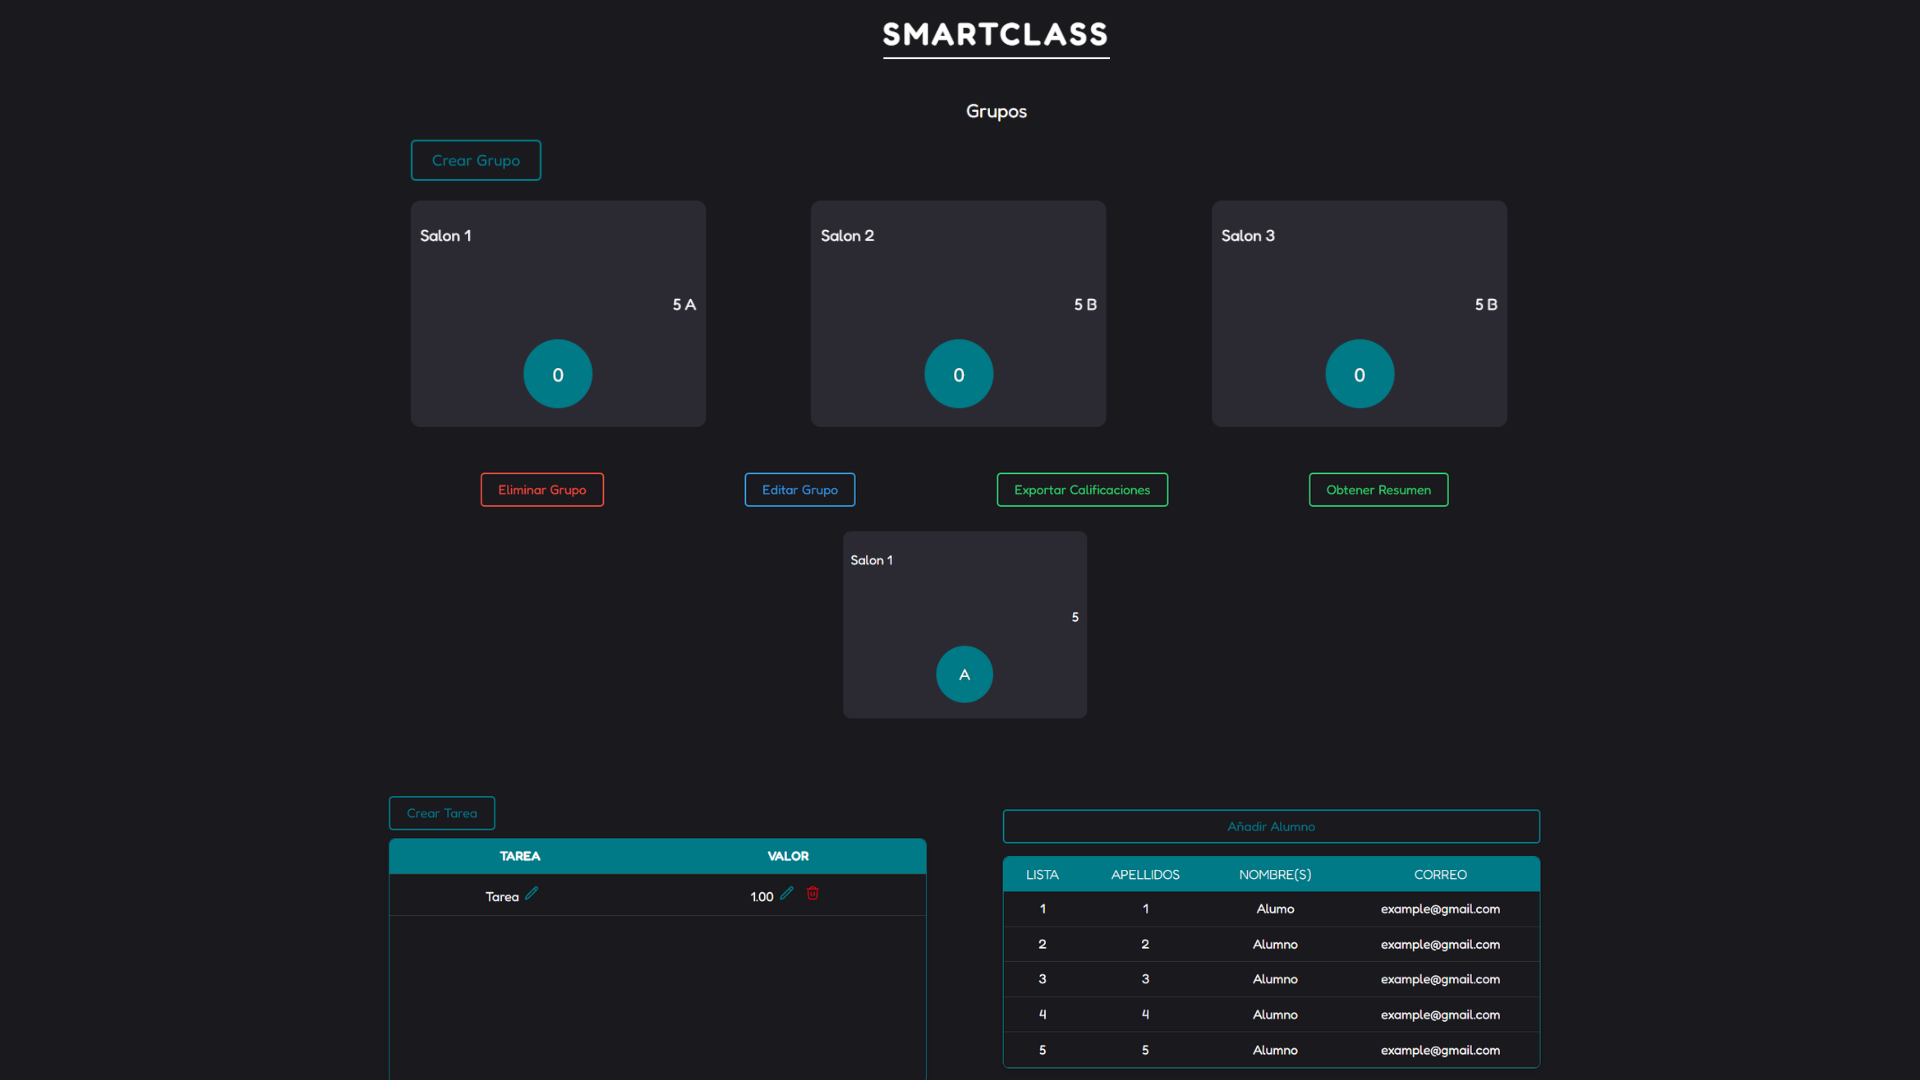 SMARTCLASS
Grupos
Crear Grupo
Salon 1
5 A
0
Salon 2
5 B
0
Salon 3
5 B
0
Eliminar Grupo
Editar Grupo
Exportar Calificaciones
Obtener Resumen
Salon 1
5
A
Crear Tarea
TAREA VALOR
Tarea 1.00
Añadir Alumno
LISTA APELLIDOS NOMBRE(S) CORREO
1 1 Alumo example@gmail.com
2 2 Alumno example@gmail.com
3 3 Alumno example@gmail.com
4 4 Alumno example@gmail.com
5 5 Alumno example@gmail.com